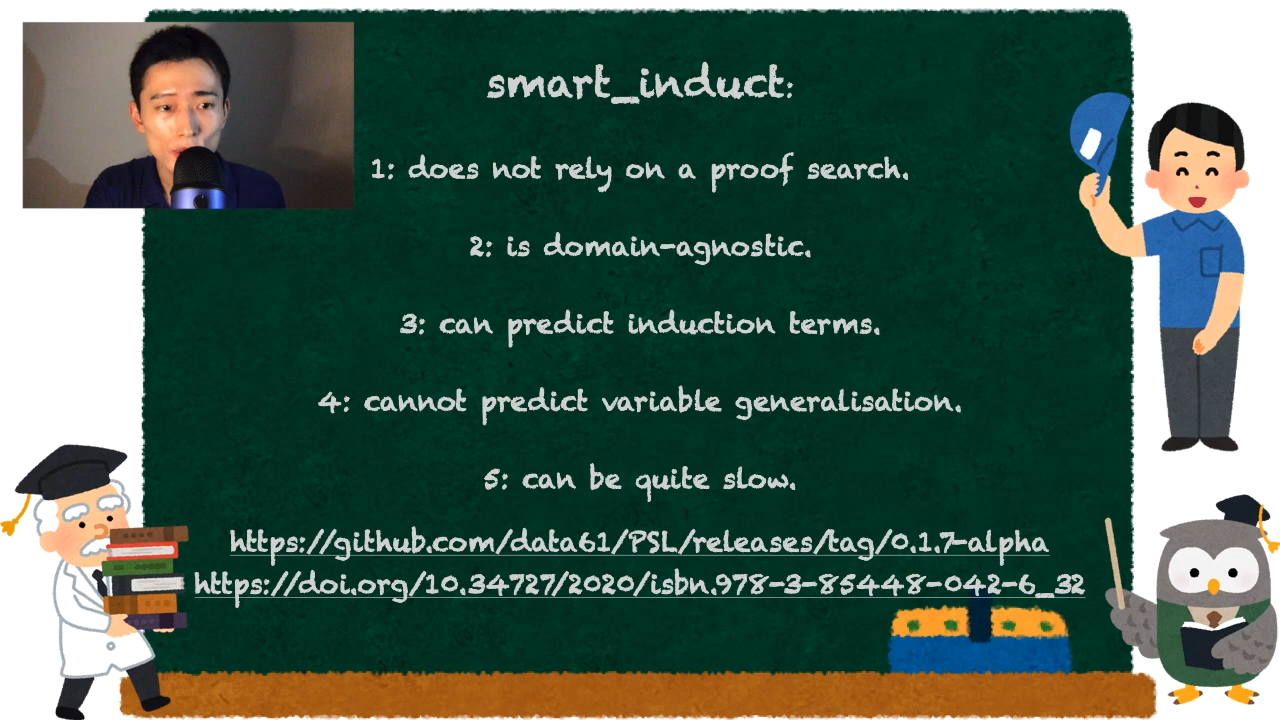 smart_induct:
1: does not rely on a proof search.
2: is domain-agnostic.
3: can predict induction terms.
4: cannot predict variable generalisation.
5: can be quite slow.
https://github.com/data61/PSL/releases/tag/0.1.7-alpha
https://doi.org/10.34727/2020/isbn.978-3-85448-042-6_32